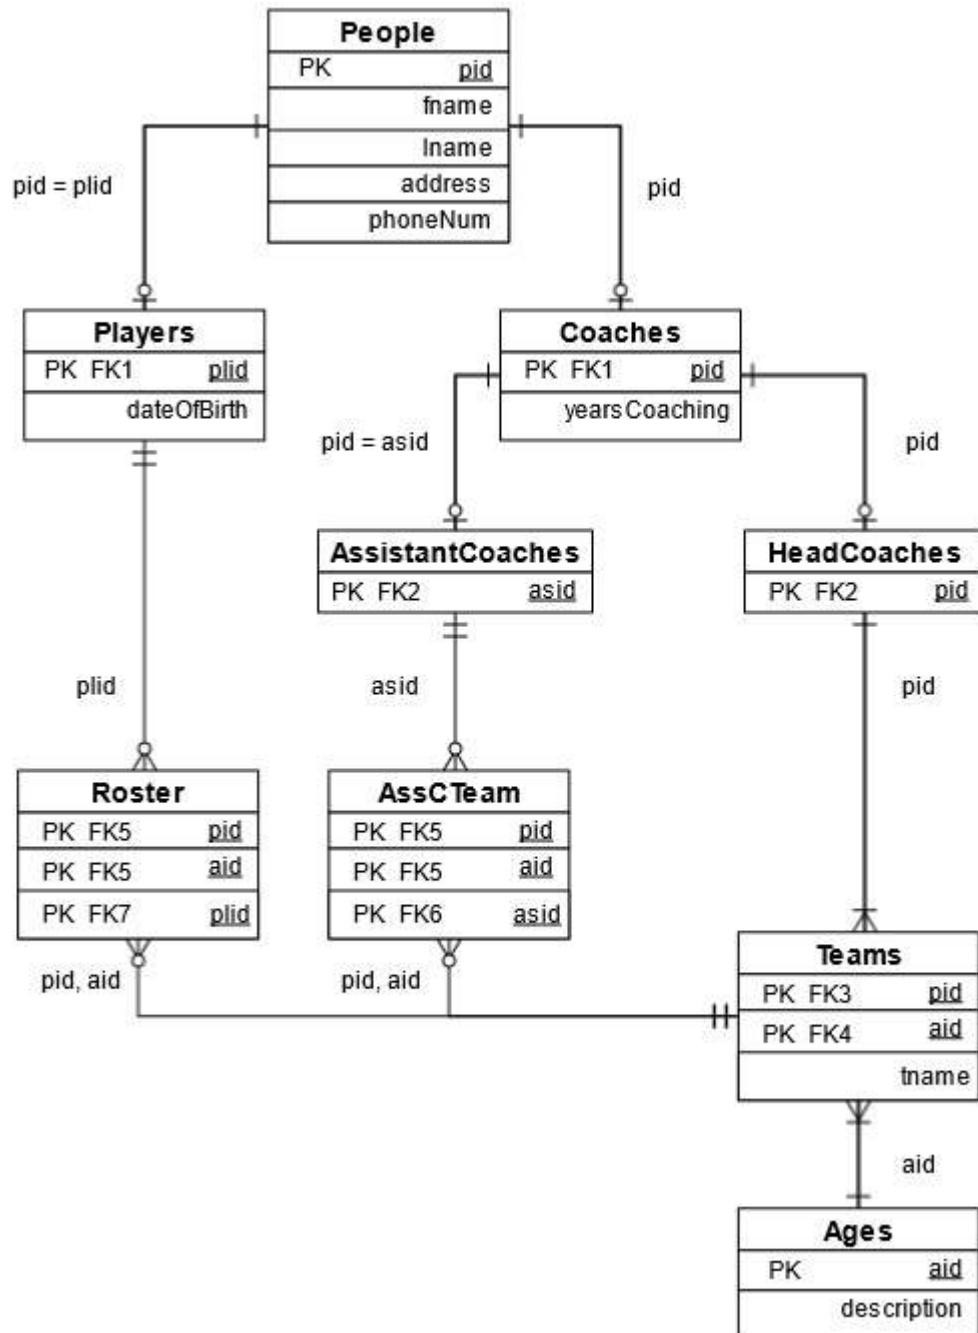 People
PK pid
fname
lname
address
phoneNum
pid = plid
pid
Players
PK FK1 plid
dateOfBirth
Coaches
PK FK1 pid
yearsCoaching
pid = asid
pid
AssistantCoaches
PK FK2 asid
HeadCoaches
PK FK2 pid
plid
asid
pid
Roster
PK FK5 pid
PK FK5 aid
PK FK7 plid
AssCTeam
PK FK5 pid
PK FK5 aid
PK FK6 asid
pid, aid
pid, aid
Teams
PK FK3 pid
PK FK4 aid
tname
aid
Ages
PK aid
description